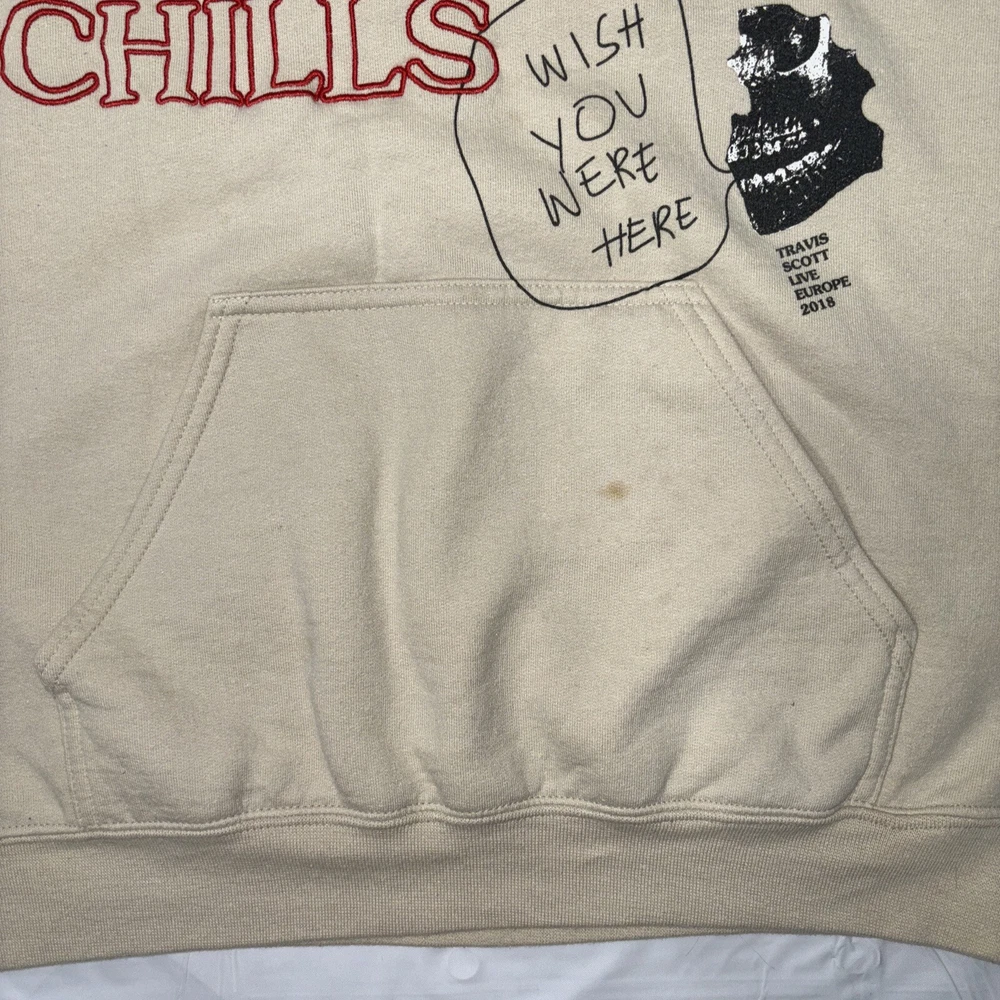 CHILLS
WISH
YOU
WERE
HERE
TRAVIS
SCOTT
LIVE
EUROPE
2018